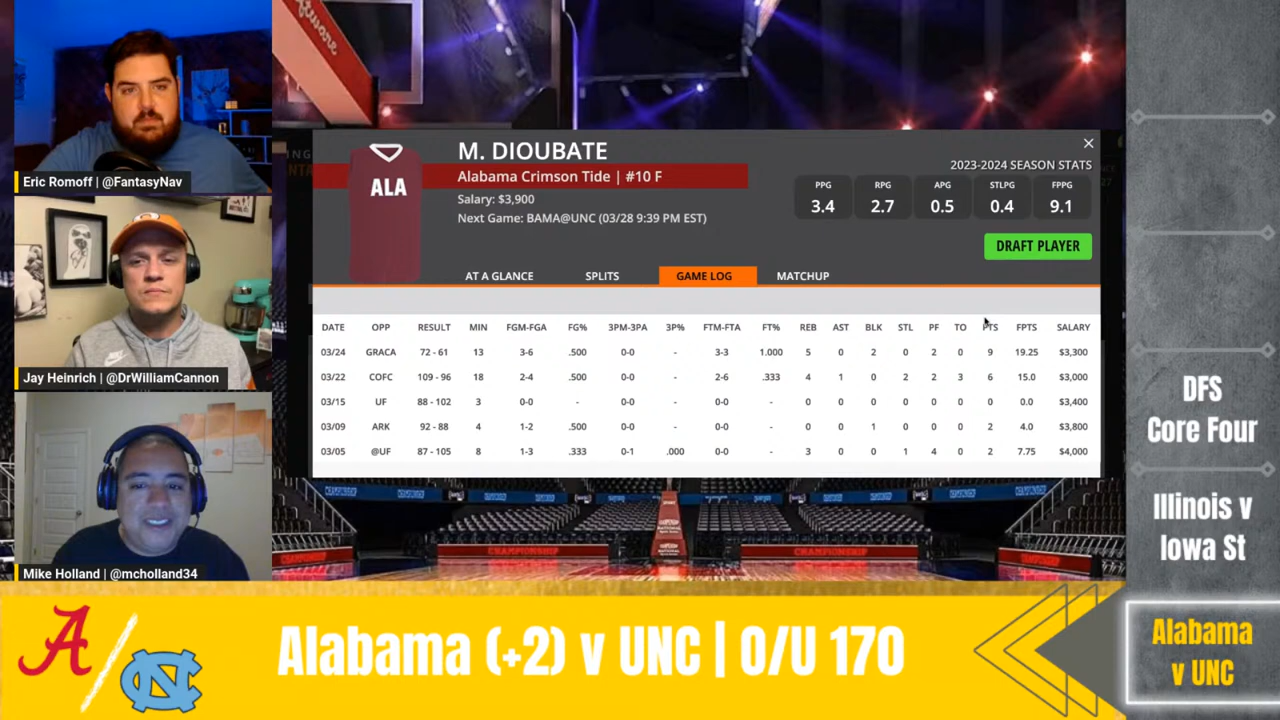 Eric Romoff | @FantasyNav
Jay Heinrich | @DrWilliamCannon
Mike Holland | @mcholland34
ftware
ALA
M. DIOUBATE
Alabama Crimson Tide | #10 F
Salary: $3,900
Next Game: BAMA@UNC (03/28 9:39 PM EST)
2023-2024 SEASON STATS
PPG RPG APG STLPG FPPG
3.4 2.7 0.5 0.4 9.1
DRAFT PLAYER
AT A GLANCE SPLITS GAME LOG MATCHUP
DATE OPP RESULT MIN FGM-FGA FG% 3PM-3PA 3P% FTM-FTA FT% REB AST BLK STL PF TO PTS FPTS SALARY
03/24 GRACA 72 - 61 13 3-6 .500 0-0 - 3-3 1.000 5 0 2 0 2 0 9 19.25 $3,300
03/22 COFC 109 - 96 18 2-4 .500 0-0 - 2-6 .333 4 1 0 2 2 3 6 15.0 $3,000
03/15 UF 88 - 102 3 0-0 - 0-0 - 0-0 - 0 0 0 0 0 0 0 0.0 $3,400
03/09 ARK 92 - 88 4 1-2 .500 0-0 - 0-0 - 0 0 1 0 0 0 2 4.0 $3,800
03/05 @UF 87 - 105 8 1-3 .333 0-1 .000 0-0 - 3 0 0 1 4 0 2 7.75 $4,000
CHAMPIONSHIP
CHAMPIONSHIP
CHAMPIONSHIP
CHAMPIONSHIP
DFS
Core Four
Illinois v
Iowa St
Alabama
v UNC
A
NC
Alabama (+2) v UNC | O/U 170